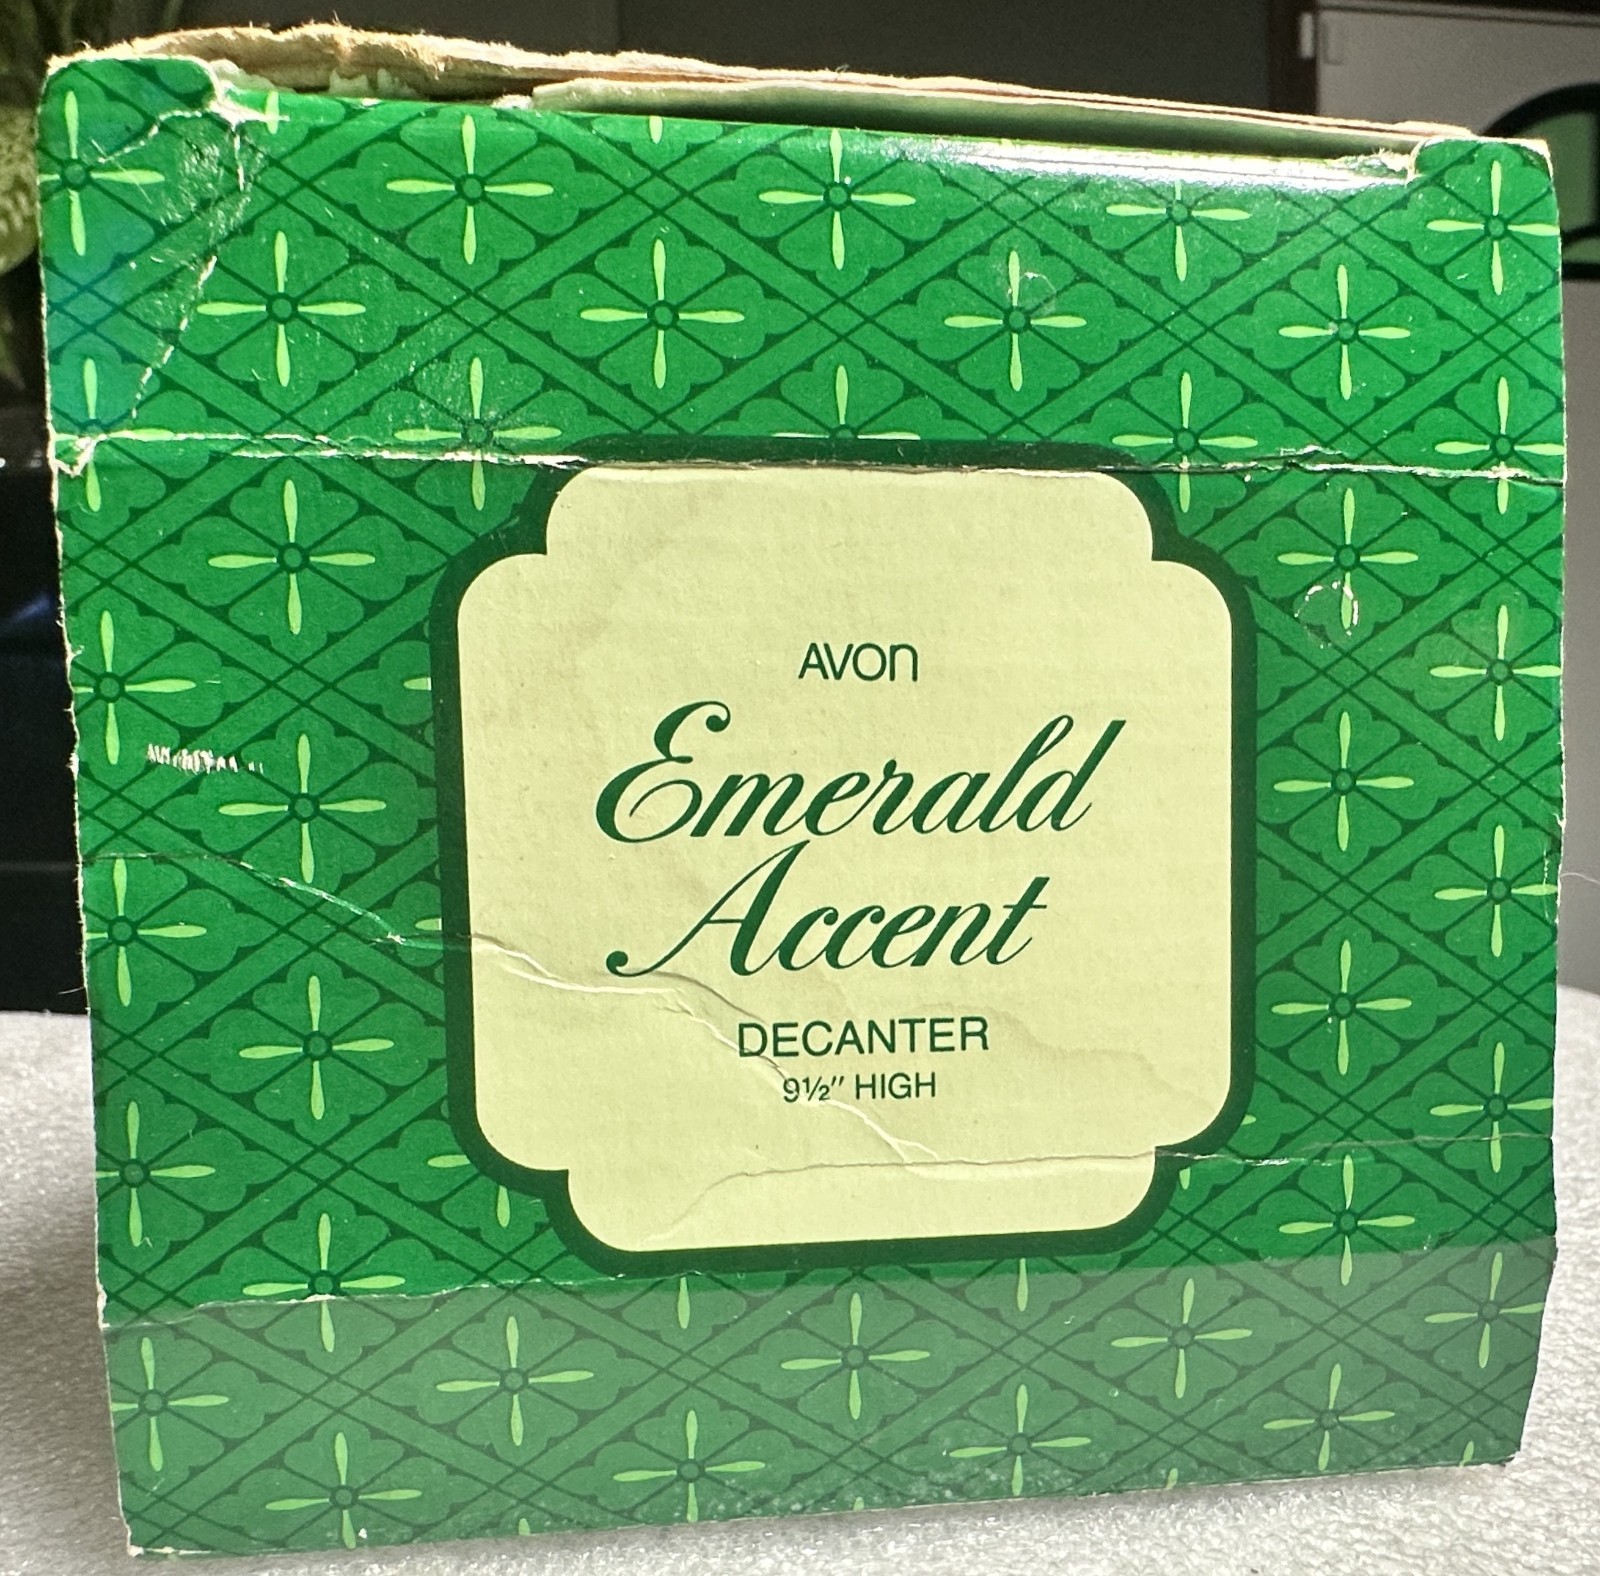 AVON
Emerald
Accent
DECANTER
9½" HIGH